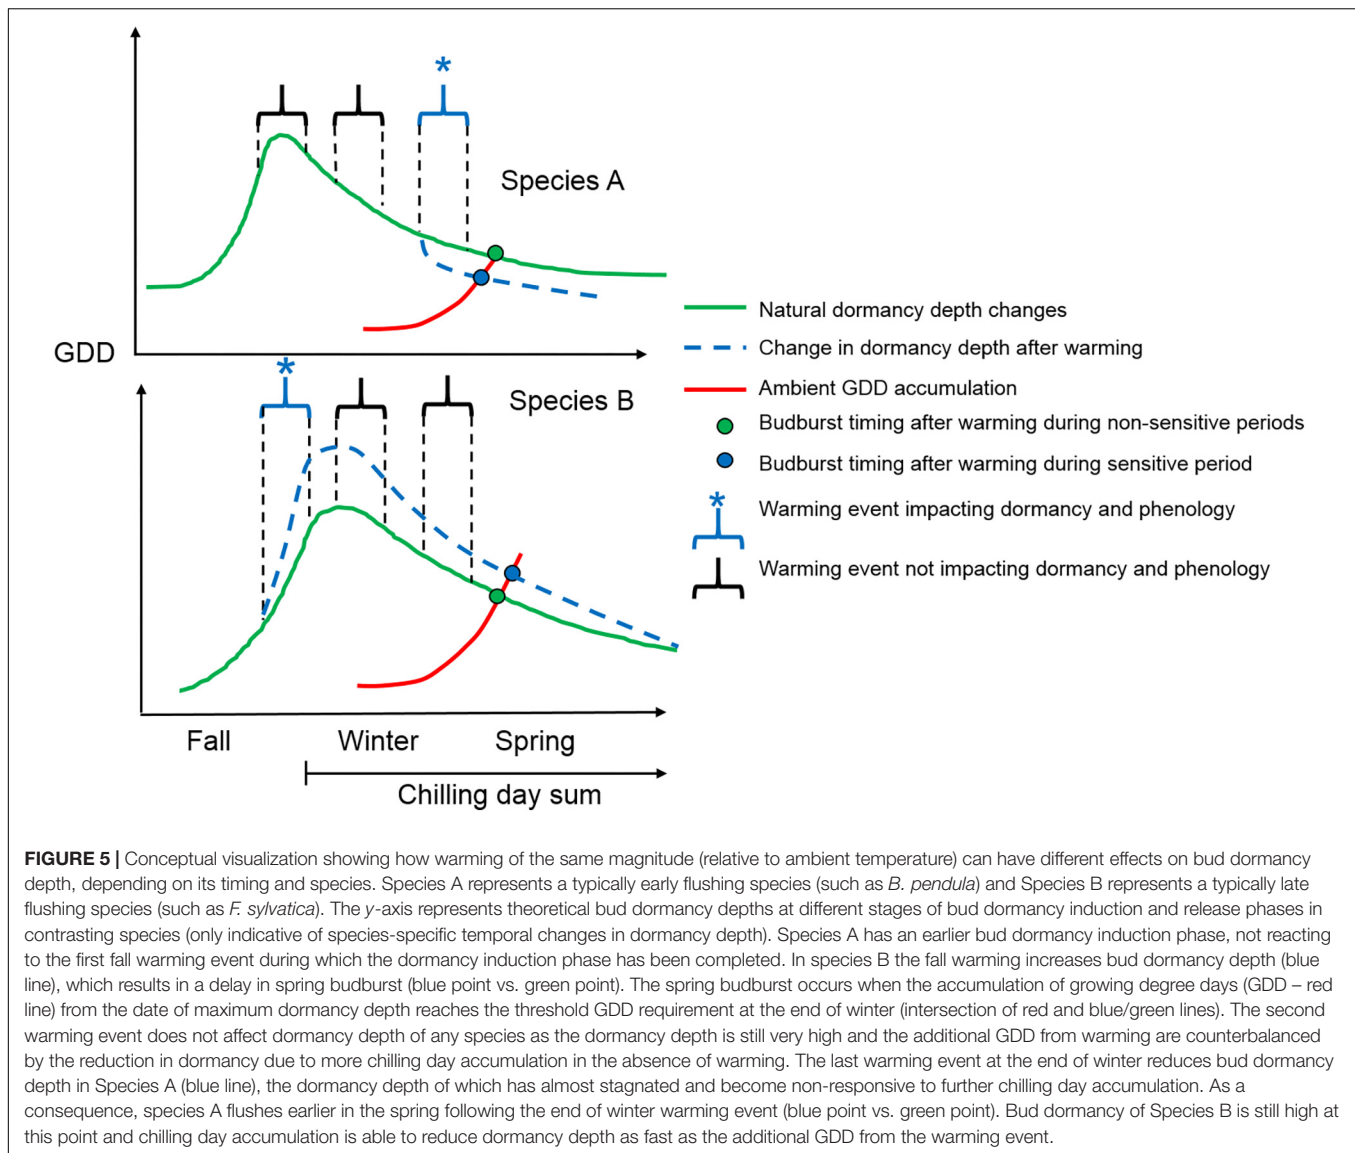 *
Species A
GDD
Natural dormancy depth changes
Change in dormancy depth after warming
Ambient GDD accumulation
Budburst timing after warming during non-sensitive periods
Budburst timing after warming during sensitive period
*
Warming event impacting dormancy and phenology
Warming event not impacting dormancy and phenology
*
Species B
Fall Winter Spring
Chilling day sum
FIGURE 5 | Conceptual visualization showing how warming of the same magnitude (relative to ambient temperature) can have different effects on bud dormancy
depth, depending on its timing and species. Species A represents a typically early flushing species (such as B. pendula) and Species B represents a typically late
flushing species (such as F. sylvatica). The y-axis represents theoretical bud dormancy depths at different stages of bud dormancy induction and release phases in
contrasting species (only indicative of species-specific temporal changes in dormancy depth). Species A has an earlier bud dormancy induction phase, not reacting
to the first fall warming event during which the dormancy induction phase has been completed. In species B the fall warming increases bud dormancy depth (blue
line), which results in a delay in spring budburst (blue point vs. green point). The spring budburst occurs when the accumulation of growing degree days (GDD – red
line) from the date of maximum dormancy depth reaches the threshold GDD requirement at the end of winter (intersection of red and blue/green lines). The second
warming event does not affect dormancy depth of any species as the dormancy depth is still very high and the additional GDD from warming are counterbalanced
by the reduction in dormancy due to more chilling day accumulation in the absence of warming. The last warming event at the end of winter reduces bud dormancy
depth in Species A (blue line), the dormancy depth of which has almost stagnated and become non-responsive to further chilling day accumulation. As a
consequence, species A flushes earlier in the spring following the end of winter warming event (blue point vs. green point). Bud dormancy of Species B is still high at
this point and chilling day accumulation is able to reduce dormancy depth as fast as the additional GDD from the warming event.